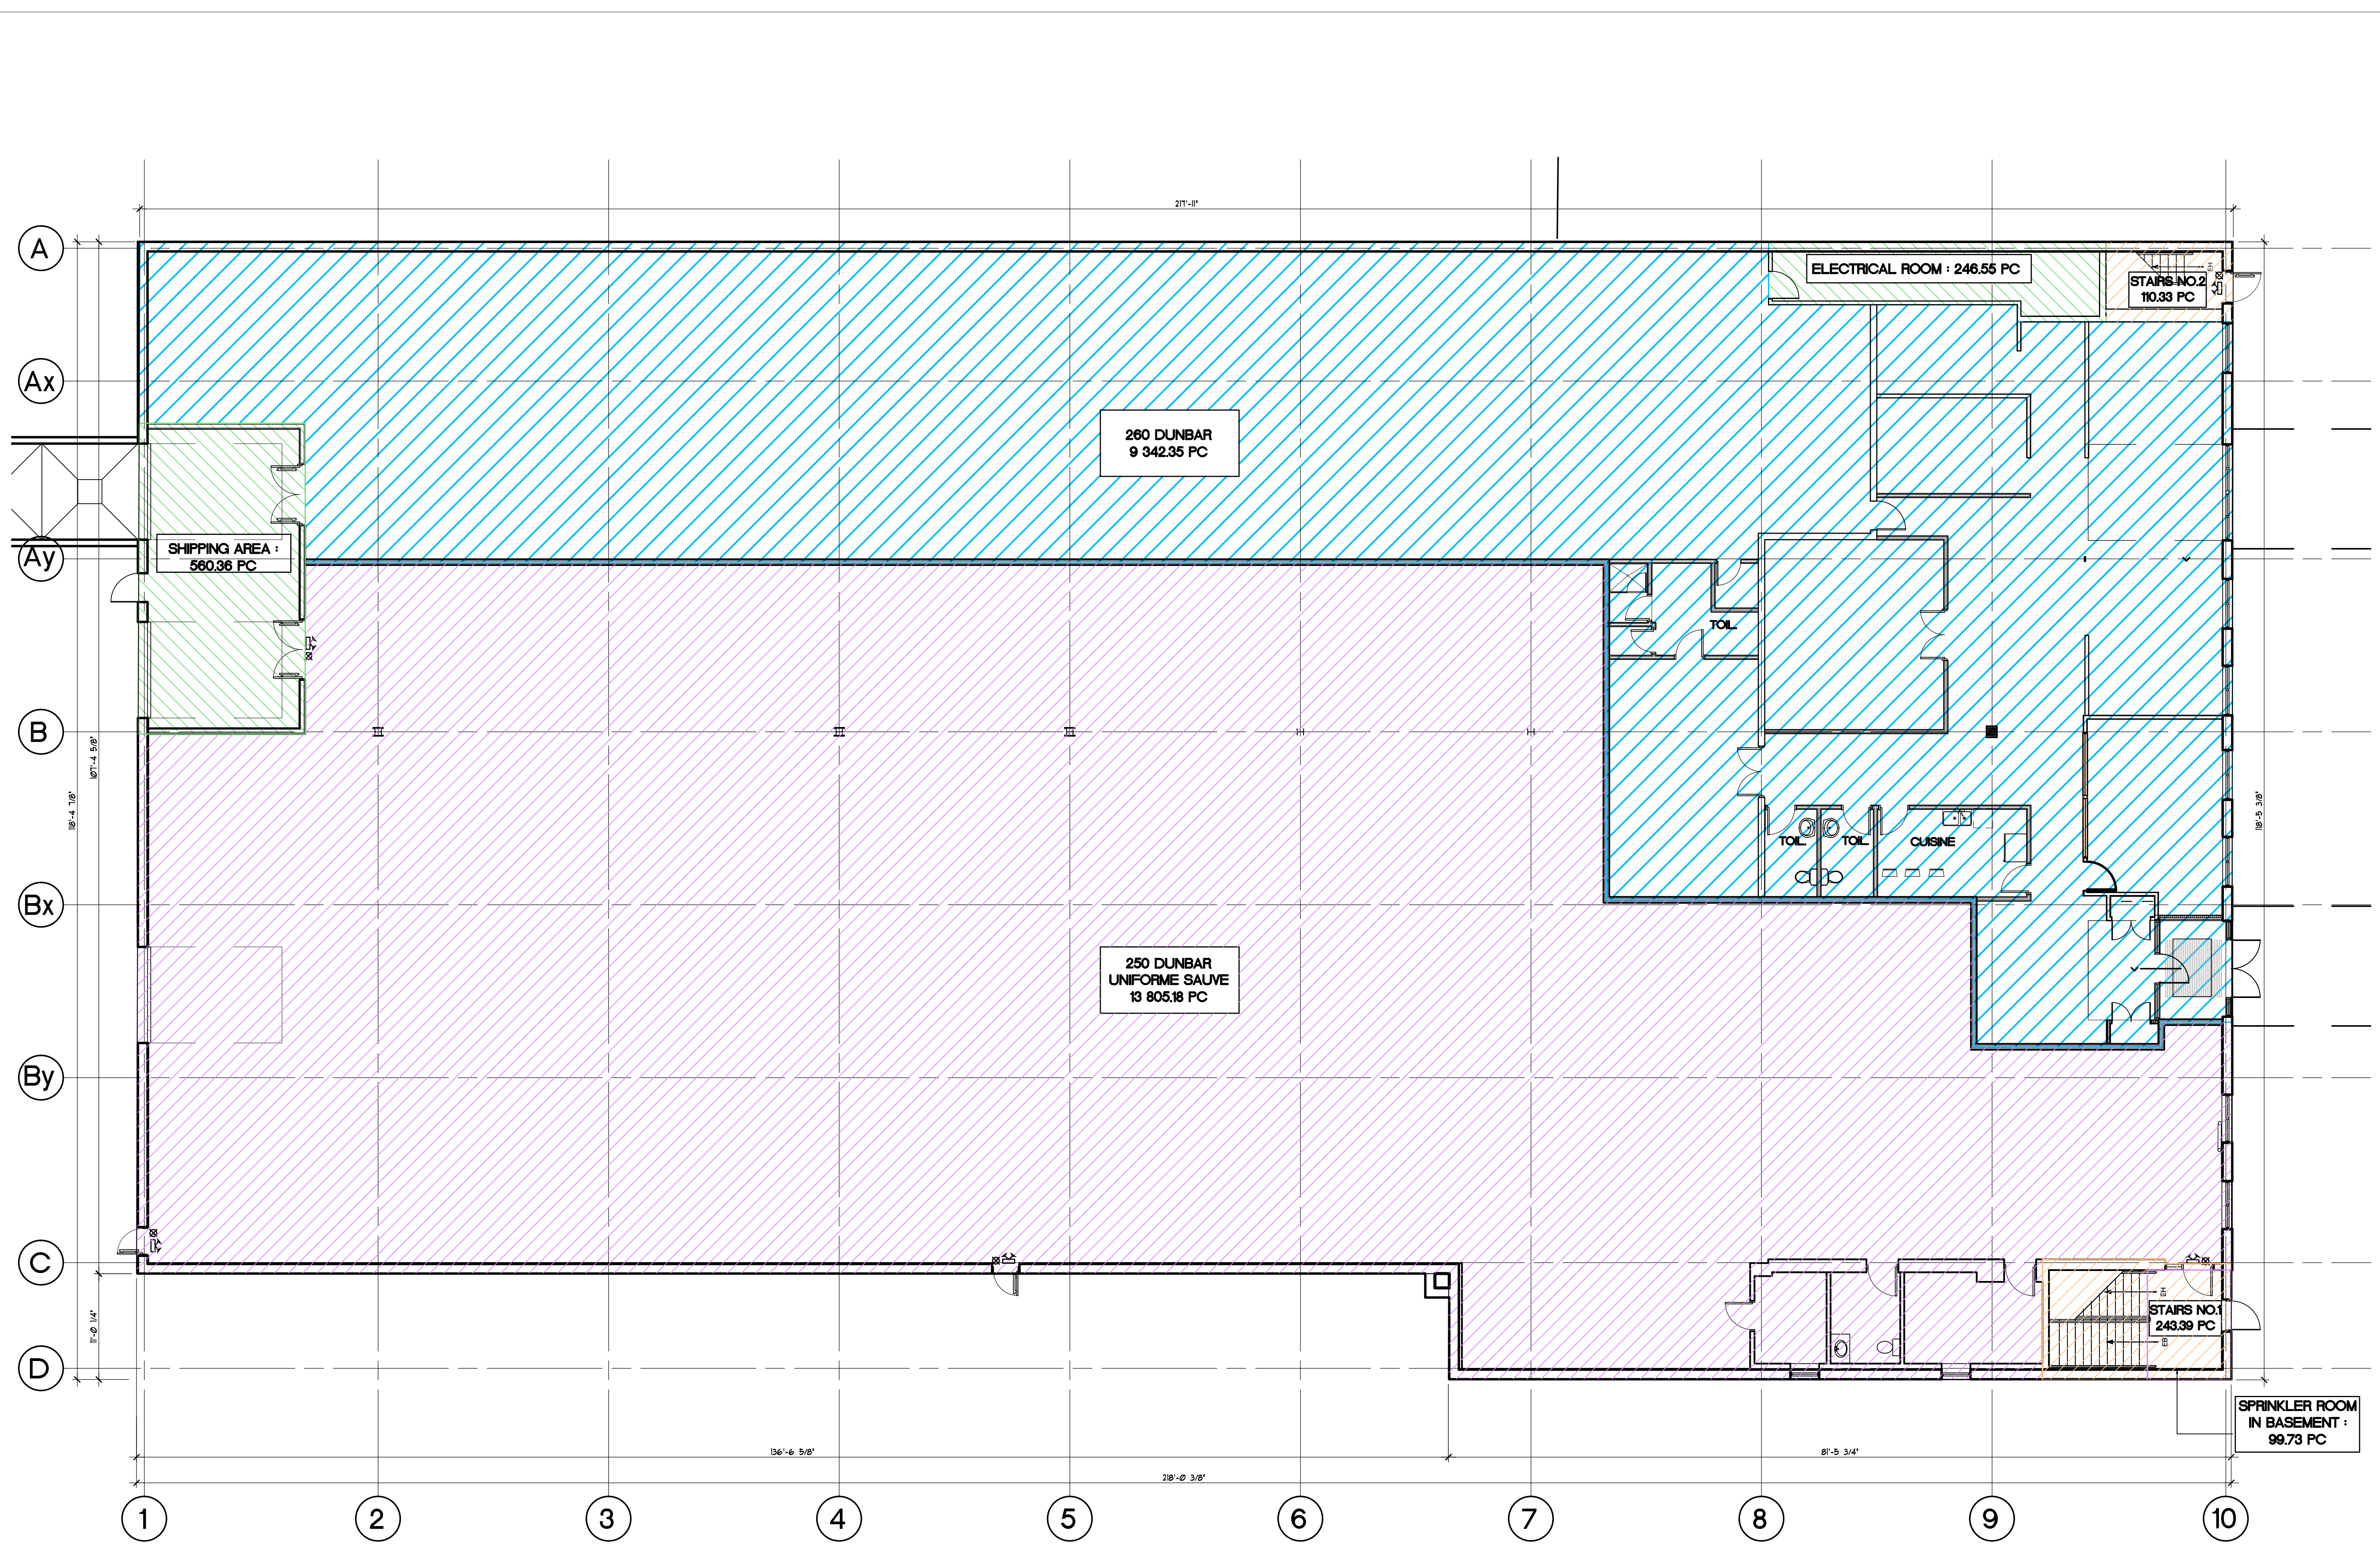 217'-11"
A
ELECTRICAL ROOM : 246.55 PC
EH
STAIRS NO.2
110.33 PC
Ax
260 DUNBAR
9 342.35 PC
SHIPPING AREA :
560.36 PC
Ay
TOIL.
B
107'-4 5/8"
118'-4 7/8"
118'-5 3/8"
TOIL.
TOIL.
CUISINE
Bx
250 DUNBAR
UNIFORME SAUVE
13 805.18 PC
By
C
EH
STAIRS NO.1
243.39 PC
EB
11'-0 1/4"
D
SPRINKLER ROOM
IN BASEMENT :
99.73 PC
136'-6 5/8"
81'-5 3/4"
218'-0 3/8"
1
2
3
4
5
6
7
8
9
10